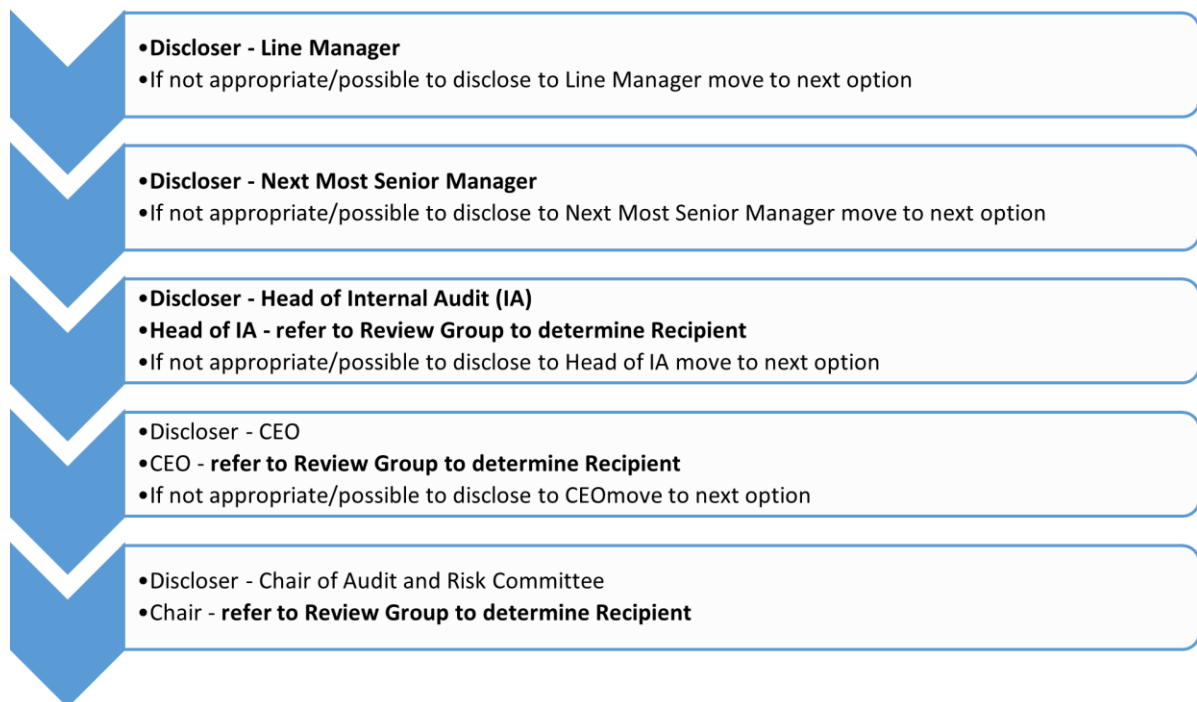 •Discloser - Line Manager
•If not appropriate/possible to disclose to Line Manager move to next option
•Discloser - Next Most Senior Manager
•If not appropriate/possible to disclose to Next Most Senior Manager move to next option
•Discloser - Head of Internal Audit (IA)
•Head of IA - refer to Review Group to determine Recipient
•If not appropriate/possible to disclose to Head of IA move to next option
•Discloser - CEO
•CEO - refer to Review Group to determine Recipient
•If not appropriate/possible to disclose to CEOmove to next option
•Discloser - Chair of Audit and Risk Committee
•Chair - refer to Review Group to determine Recipient